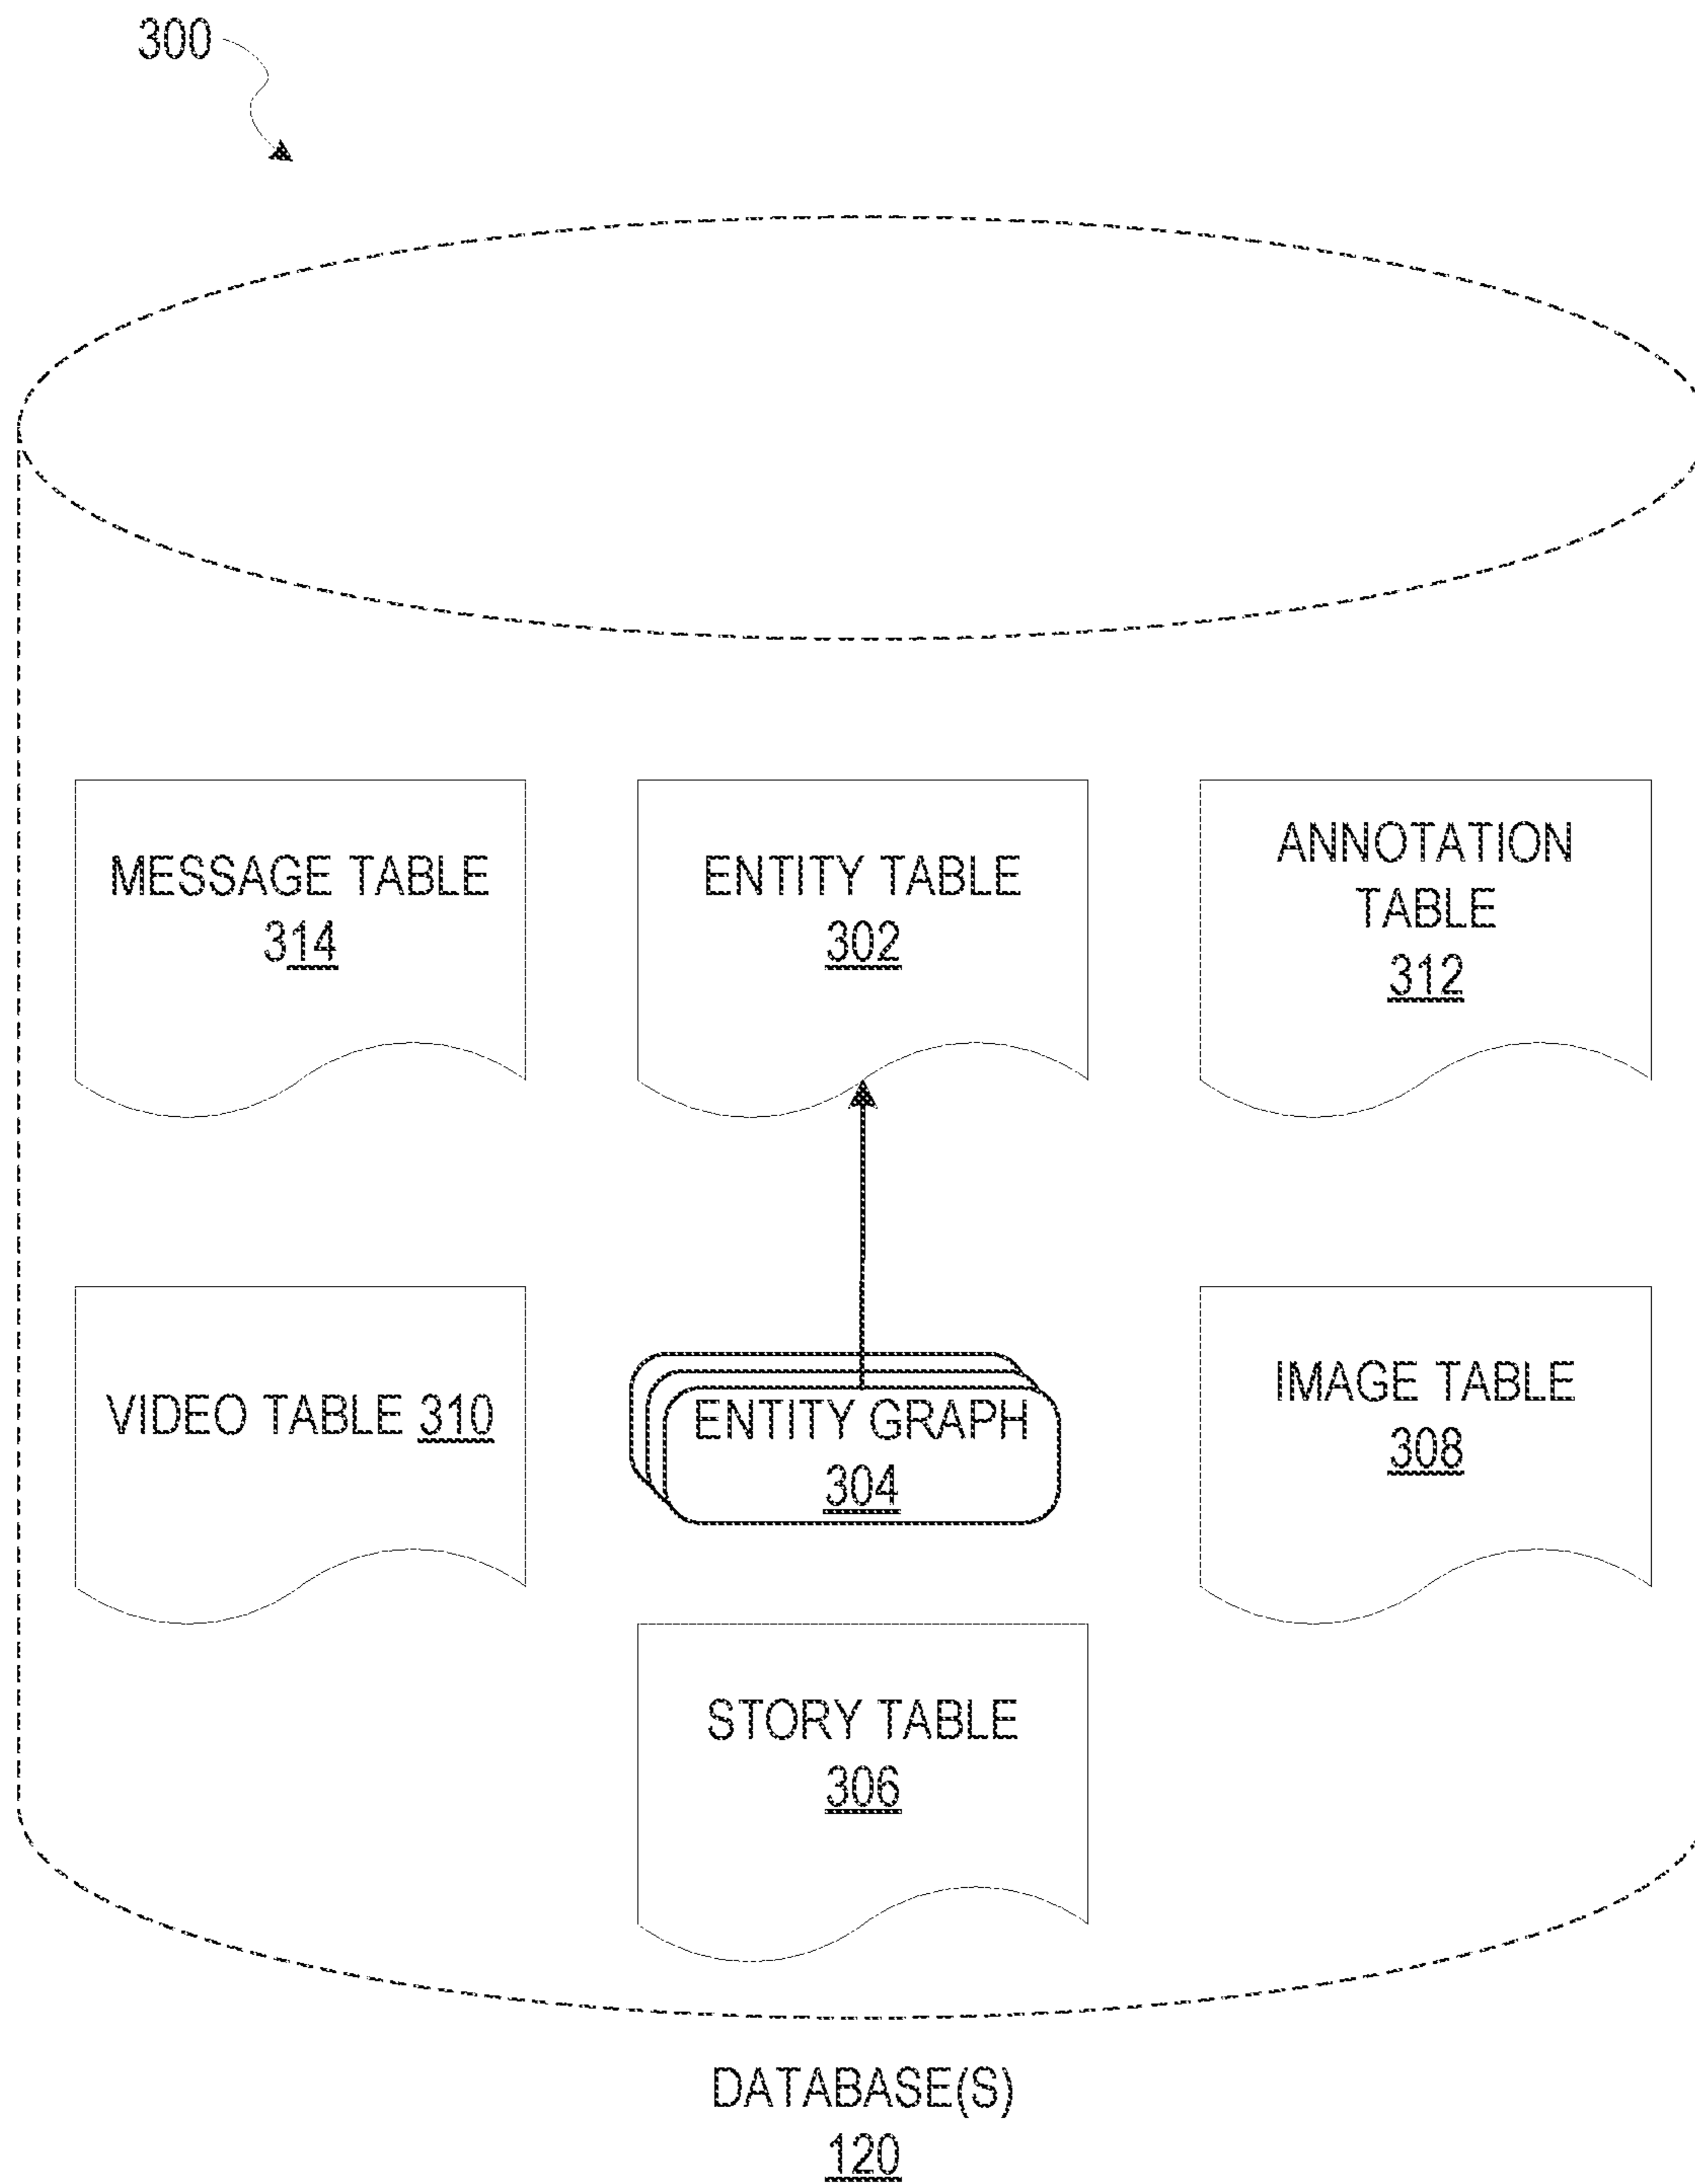 300
MESSAGE TABLE
314
ENTITY TABLE
302
ANNOTATION
TABLE
312
VIDEO TABLE 310
ENTITY GRAPH
304
IMAGE TABLE
308
STORY TABLE
306
DATABASE(S)
120